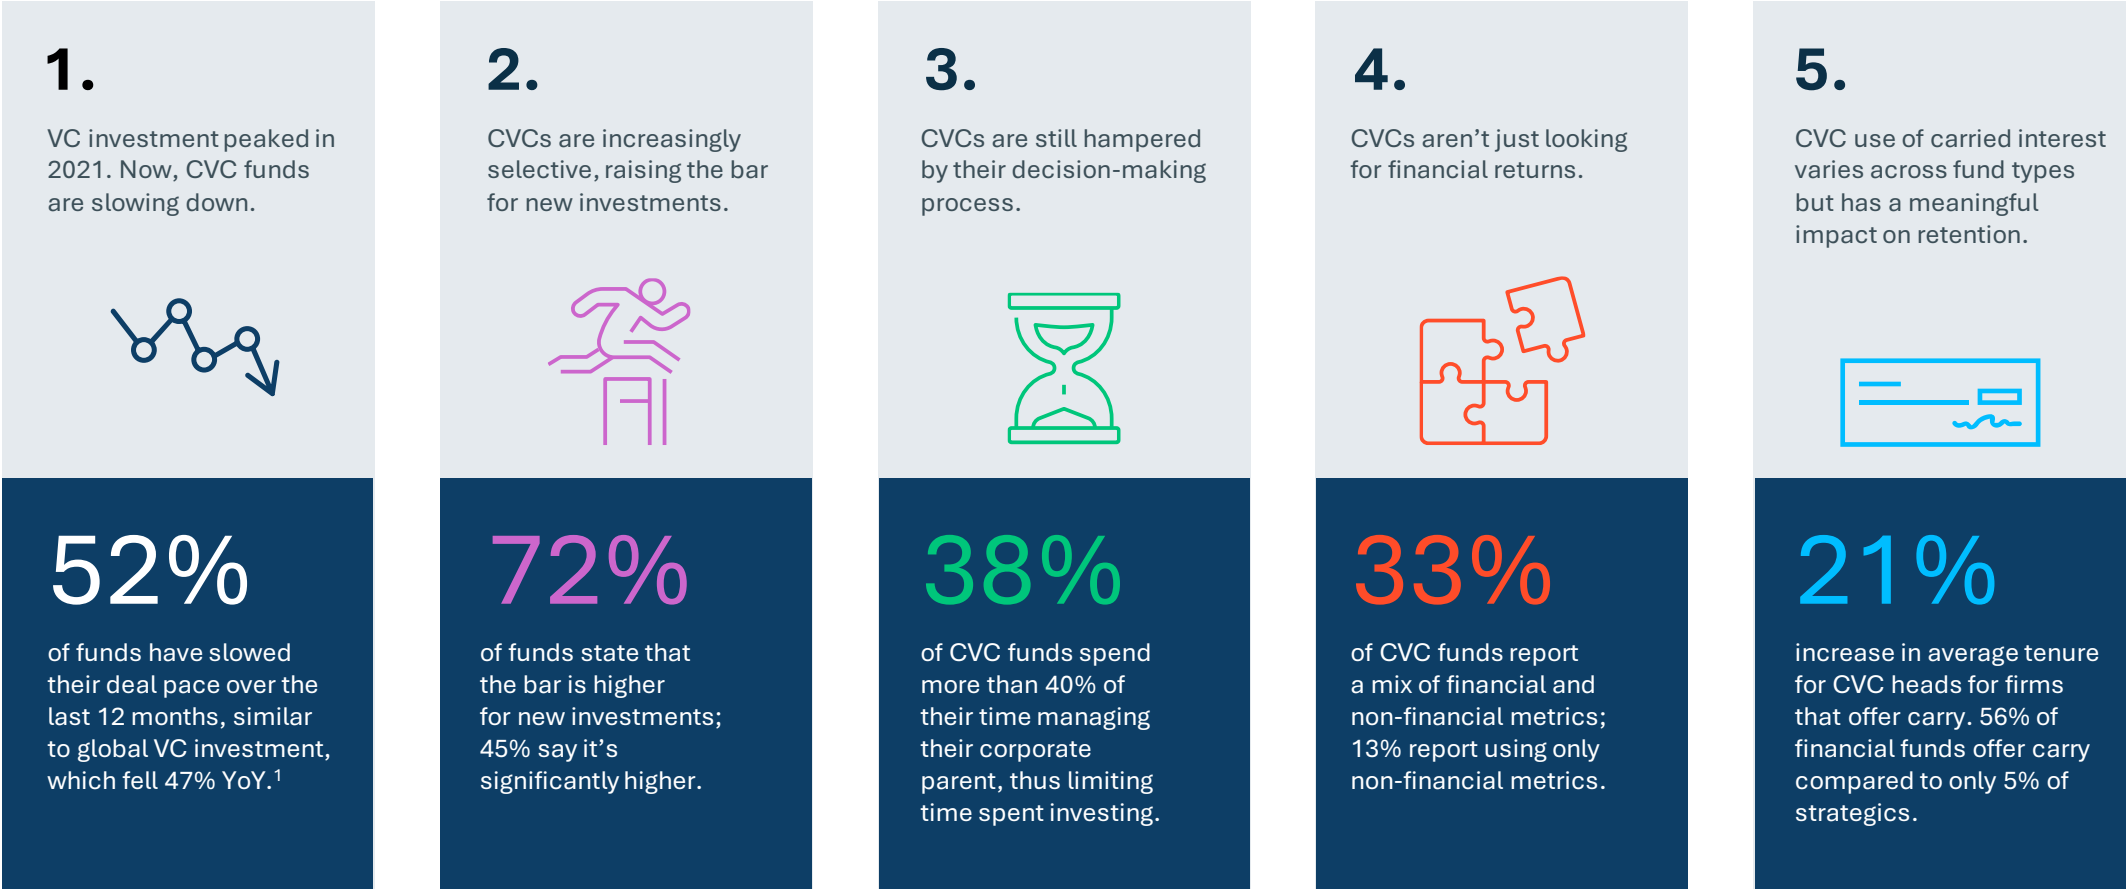 1.
VC investment peaked in
2021. Now, CVC funds
are slowing down.
52%
of funds have slowed
their deal pace over the
last 12 months, similar
to global VC investment,
which fell 47% YoY.¹
2.
CVCs are increasingly
selective, raising the bar
for new investments.
72%
of funds state that
the bar is higher
for new investments;
45% say it’s
significantly higher.
3.
CVCs are still hampered
by their decision-making
process.
38%
of CVC funds spend
more than 40% of
their time managing
their corporate
parent, thus limiting
time spent investing.
4.
CVCs aren’t just looking
for financial returns.
33%
of CVC funds report
a mix of financial and
non-financial metrics;
13% report using only
non-financial metrics.
5.
CVC use of carried interest
varies across fund types
but has a meaningful
impact on retention.
21%
increase in average tenure
for CVC heads for firms
that offer carry. 56% of
financial funds offer carry
compared to only 5% of
strategics.